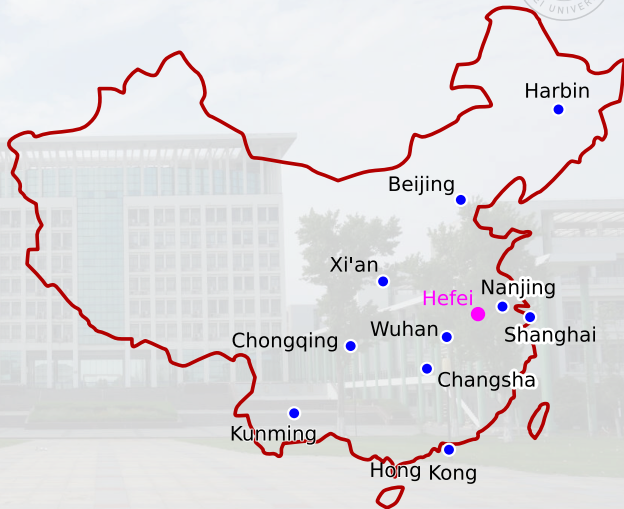 Harbin
Beijing
Xi'an
Nanjing
Hefei
Wuhan
Shanghai
Chongqing
Changsha
Kunming
Hong Kong